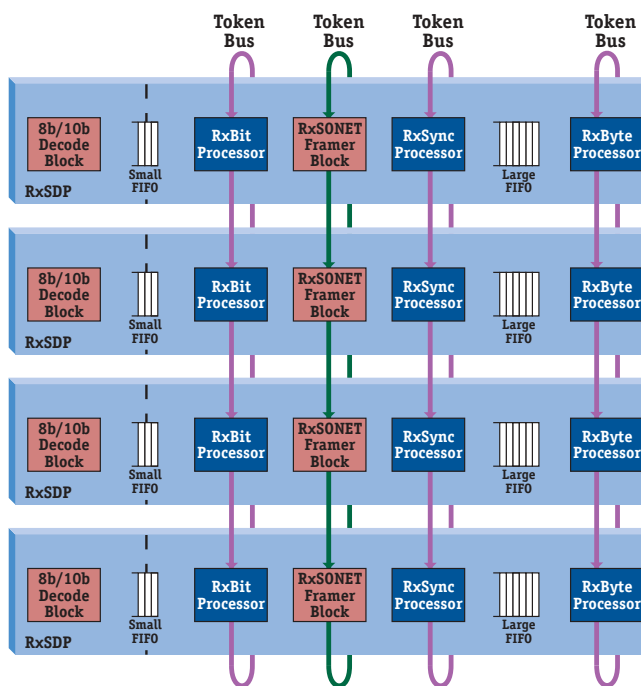 Token
Bus
Token
Bus
Token
Bus
Token
Bus
8b/10b
Decode
Block
Small
FIFO
RxBit
Processor
RxSONET
Framer
Block
RxSync
Processor
Large
FIFO
RxByte
Processor
RxSDP
8b/10b
Decode
Block
Small
FIFO
RxBit
Processor
RxSONET
Framer
Block
RxSync
Processor
Large
FIFO
RxByte
Processor
RxSDP
8b/10b
Decode
Block
Small
FIFO
RxBit
Processor
RxSONET
Framer
Block
RxSync
Processor
Large
FIFO
RxByte
Processor
RxSDP
8b/10b
Decode
Block
Small
FIFO
RxBit
Processor
RxSONET
Framer
Block
RxSync
Processor
Large
FIFO
RxByte
Processor
RxSDP